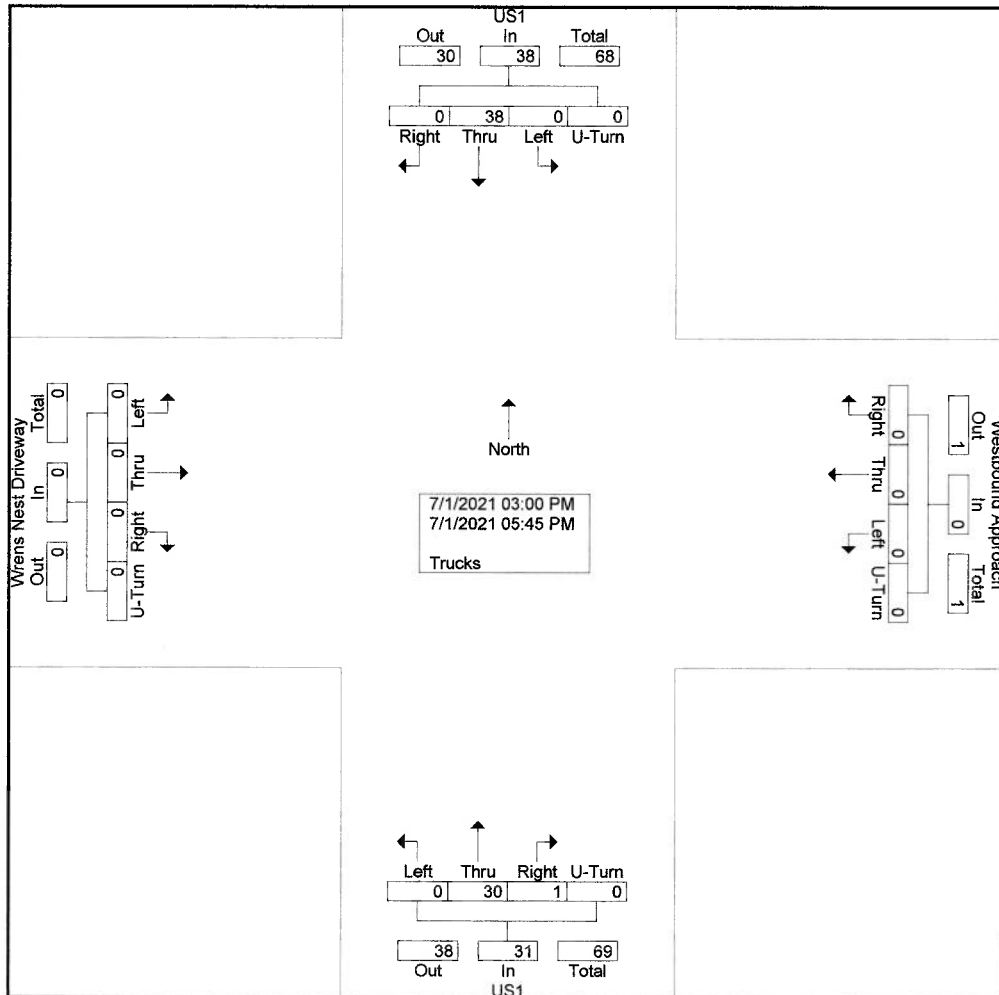 US1
Out In Total
30 38 68
0 38 0 0
Right Thru Left U-Turn
Wrens Nest Driveway
Out In Total
0 0 0
0 0 0 0
Left Thru Right U-Turn
North
7/1/2021 03:00 PM
7/1/2021 05:45 PM
Trucks
Right Thru Left U-Turn
0 0 0 0
Out In Total
1 0 1
Westbound Approach
Left Thru Right U-Turn
0 30 1 0
38 31 69
Out In Total
US1